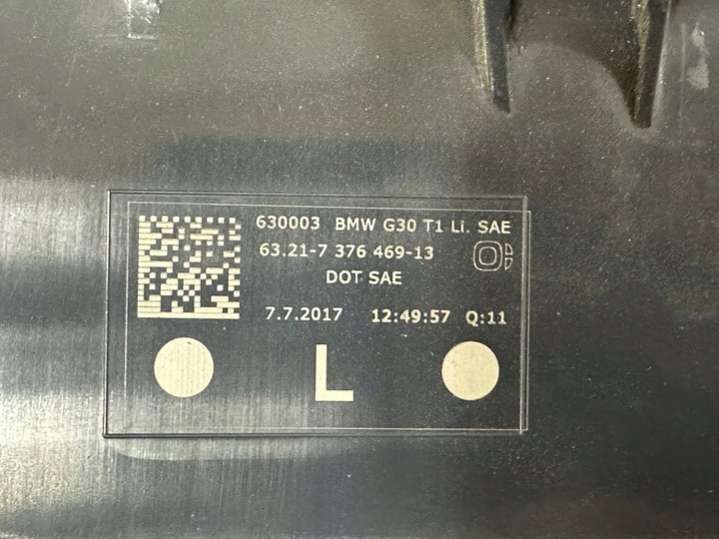 630003 BMW G30 T1 Li. SAE
63.21-7 376 469-13
DOT SAE
7.7.2017 12:49:57 Q:11
L